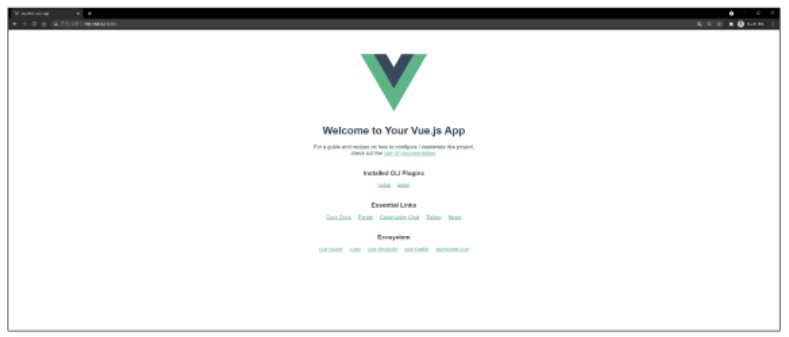 Welcome to Your Vue.js App
For a guide and recipes on how to configure / customize this project,
check out the vue-cli documentation.
Installed CLI Plugins
babel eslint
Essential Links
Core Docs Forum Community Chat Twitter News
Ecosystem
vue-router vuex vue-devtools vue-loader awesome-vue